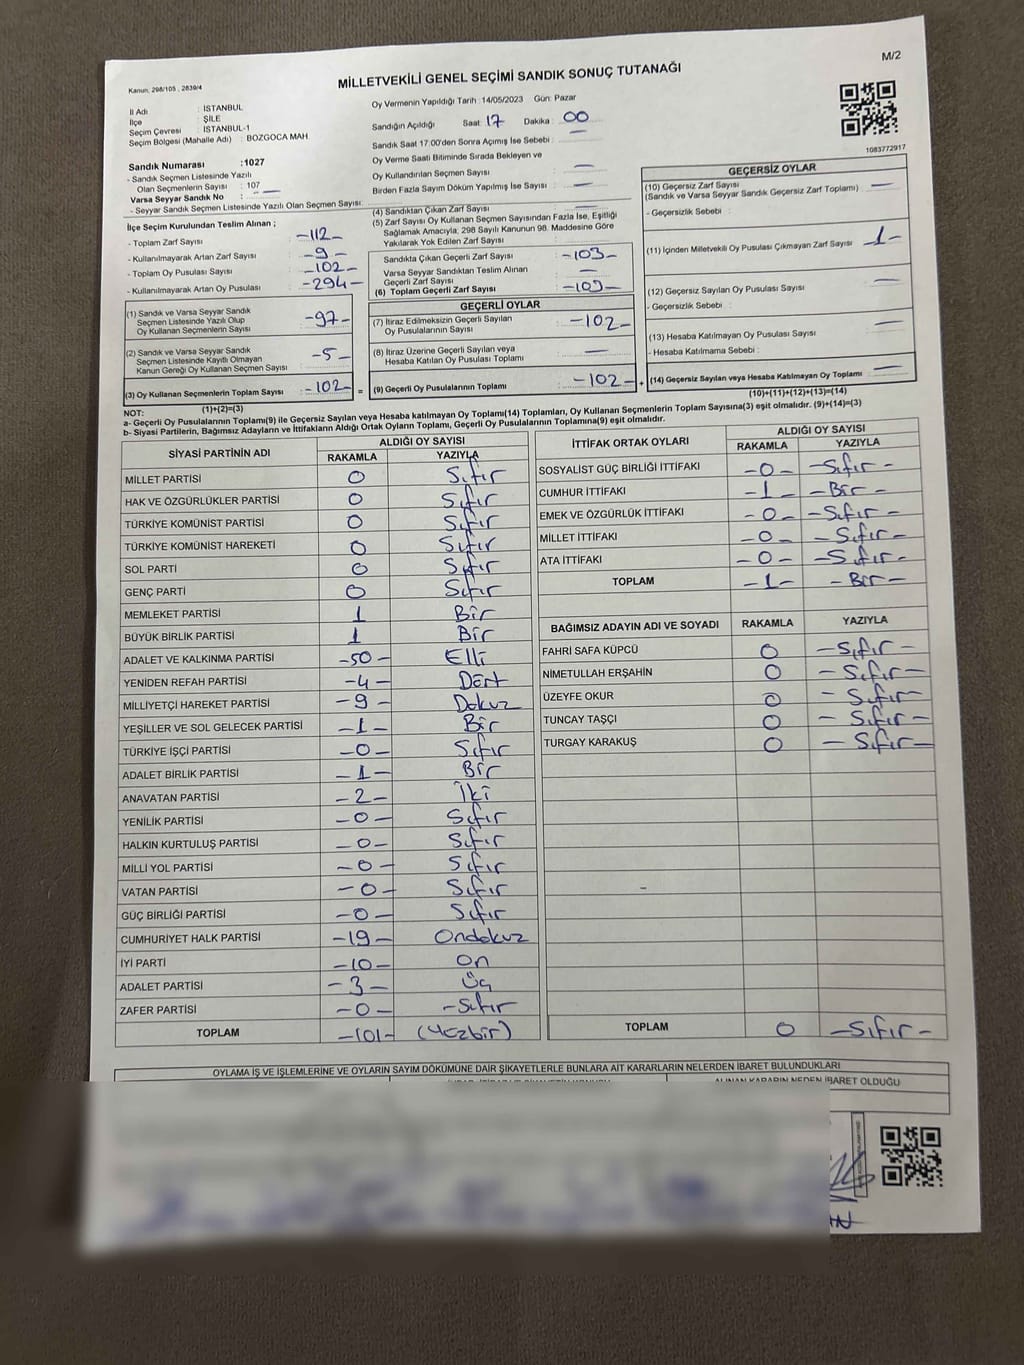 M/2
Kanun, 298/105 , 2839/4
MİLLETVEKİLİ GENEL SEÇİMİ SANDIK SONUÇ TUTANAĞI
İl Adı : İSTANBUL
İlçe : ŞİLE
Seçim Çevresi : İSTANBUL-1
Seçim Bölgesi (Mahalle Adı) : BOZGOCA MAH
Sandık Numarası :1027
- Sandık Seçmen Listesinde Yazılı
Olan Seçmenlerin Sayısı : 107
Varsa Seyyar Sandık No : —
- Seyyar Sandık Seçmen Listesinde Yazılı Olan Seçmen Sayısı:
Oy Vermenin Yapıldığı Tarih :14/05/2023 Gün: Pazar
Sandığın Açıldığı Saat: 17 Dakika: 00
Sandık Saat 17:00'den Sonra Açımış İse Sebebi : —
Oy Verme Saati Bitiminde Sırada Bekleyen ve
Oy Kullandırılan Seçmen Sayısı —
Birden Fazla Sayım Döküm Yapılmış İse Sayısı —
1083772917
İlçe Seçim Kurulundan Teslim Alınan ;
- Toplam Zarf Sayısı -112-
- Kullanılmayarak Artan Zarf Sayısı -9-
- Toplam Oy Pusulası Sayısı -102-
- Kullanılmayarak Artan Oy Pusulası -294-
(4) Sandıktan Çıkan Zarf Sayısı —
(5) Zarf Sayısı Oy Kullanan Seçmen Sayısından Fazla İse, Eşitliği
Sağlamak Amacıyla; 298 Sayılı Kanunun 98. Maddesine Göre
Yakılarak Yok Edilen Zarf Sayısı
Sandıkta Çıkan Geçerli Zarf Sayısı -103-
Varsa Seyyar Sandıktan Teslim Alınan
Geçerli Zarf Sayısı —
(6) Toplam Geçerli Zarf Sayısı -103-
GEÇERSİZ OYLAR
(10) Geçersiz Zarf Sayısı —
(Sandık ve Varsa Seyyar Sandık Geçersiz Zarf Toplamı)
- Geçersizlik Sebebi :
(11) İçinden Milletvekili Oy Pusulası Çıkmayan Zarf Sayısı 1-
(12) Geçersiz Sayılan Oy Pusulası Sayısı —
- Geçersizlik Sebebi :
(13) Hesaba Katılmayan Oy Pusulası Sayısı —
- Hesaba Katılmama Sebebi :
(14) Geçersiz Sayılan veya Hesaba Katılmayan Oy Toplamı —
(10)+(11)+(12)+(13)=(14)
(1) Sandık ve Varsa Seyyar Sandık
Seçmen Listesinde Yazılı Olup
Oy Kullanan Seçmenlerin Sayısı -97-
(2) Sandık ve Varsa Seyyar Sandık
Seçmen Listesinde Kayıtlı Olmayan
Kanun Gereği Oy Kullanan Seçmen Sayısı -5-
(3) Oy Kullanan Seçmenlerin Toplam Sayısı -102- =
(1)+(2)=(3)
GEÇERLİ OYLAR
(7) İtiraz Edilmeksizin Geçerli Sayılan
Oy Pusulalarının Sayısı -102-
(8) İtiraz Üzerine Geçerli Sayılan veya
Hesaba Katılan Oy Pusulası Toplamı —
(9) Geçerli Oy Pusulalarının Toplamı -102- +
NOT:
a- Geçerli Oy Pusulalarının Toplamı(9) ile Geçersiz Sayılan veya Hesaba katılmayan Oy Toplamı(14) Toplamları, Oy Kullanan Seçmenlerin Toplam Sayısına(3) eşit olmalıdır. (9)+(14)=(3)
b- Siyasi Partilerin, Bağımsız Adayların ve İttifakların Aldığı Ortak Oyların Toplamı, Geçerli Oy Pusulalarının Toplamına(9) eşit olmalıdır.
SİYASİ PARTİNİN ADI ALDIĞI OY SAYISI
RAKAMLA YAZIYLA
MİLLET PARTİSİ 0 Sıfır
HAK VE ÖZGÜRLÜKLER PARTİSİ 0 Sıfır
TÜRKİYE KOMÜNİST PARTİSİ 0 Sıfır
TÜRKİYE KOMÜNİST HAREKETİ 0 Sıfır
SOL PARTİ 0 Sıfır
GENÇ PARTİ 0 Sıfır
MEMLEKET PARTİSİ 1 Bir
BÜYÜK BİRLİK PARTİSİ 1 Bir
ADALET VE KALKINMA PARTİSİ -50- Elli
YENİDEN REFAH PARTİSİ -4- Dört
MİLLİYETÇİ HAREKET PARTİSİ -9- Dokuz
YEŞİLLER VE SOL GELECEK PARTİSİ -1- Bir
TÜRKİYE İŞÇİ PARTİSİ -0- Sıfır
ADALET BİRLİK PARTİSİ -1- Bir
ANAVATAN PARTİSİ -2- İki
YENİLİK PARTİSİ -0- Sıfır
HALKIN KURTULUŞ PARTİSİ -0- Sıfır
MİLLİ YOL PARTİSİ -0- Sıfır
VATAN PARTİSİ -0- Sıfır
GÜÇ BİRLİĞİ PARTİSİ -0- Sıfır
CUMHURİYET HALK PARTİSİ -19- Ondokuz
İYİ PARTİ -10- On
ADALET PARTİSİ -3- Üç
ZAFER PARTİSİ -0- -Sıfır
TOPLAM -101- (Yüzbir)
İTTİFAK ORTAK OYLARI ALDIĞI OY SAYISI
RAKAMLA YAZIYLA
SOSYALİST GÜÇ BİRLİĞİ İTTİFAKI -0- -Sıfır-
CUMHUR İTTİFAKI -1- -Bir-
EMEK VE ÖZGÜRLÜK İTTİFAKI -0- -Sıfır-
MİLLET İTTİFAKI -0- -Sıfır-
ATA İTTİFAKI -0- -Sıfır-
TOPLAM -1- -Bir-
BAĞIMSIZ ADAYIN ADI VE SOYADI RAKAMLA YAZIYLA
FAHRİ SAFA KÜPCÜ 0 -Sıfır-
NİMETULLAH ERŞAHİN 0 -Sıfır-
ÜZEYFE OKUR 0 -Sıfır-
TUNCAY TAŞÇI 0 -Sıfır-
TURGAY KARAKUŞ 0 -Sıfır-
TOPLAM 0 -Sıfır-
OYLAMA İŞ VE İŞLEMLERİNE VE OYLARIN SAYIM DÖKÜMÜNE DAİR ŞİKAYETLERLE BUNLARA AİT KARARLARIN NELERDEN İBARET BULUNDUKLARI
ALINAN KARARIN NEDEN İBARET OLDUĞU